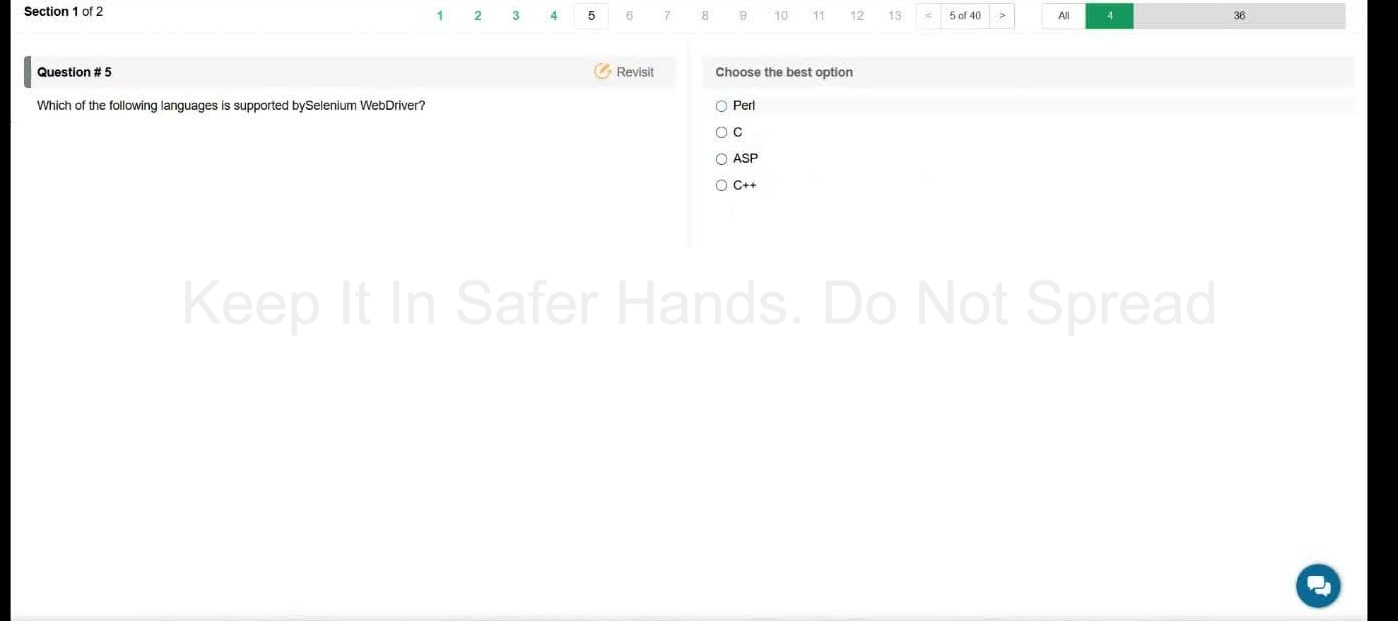 Section 1 of 2
1 2 3 4 5 6 7 8 9 10 11 12 13 < 5 of 40 > All 4 36
Question # 5
Revisit
Which of the following languages is supported bySelenium WebDriver?
Choose the best option
Perl
C
ASP
C++
Keep It In Safer Hands. Do Not Spread